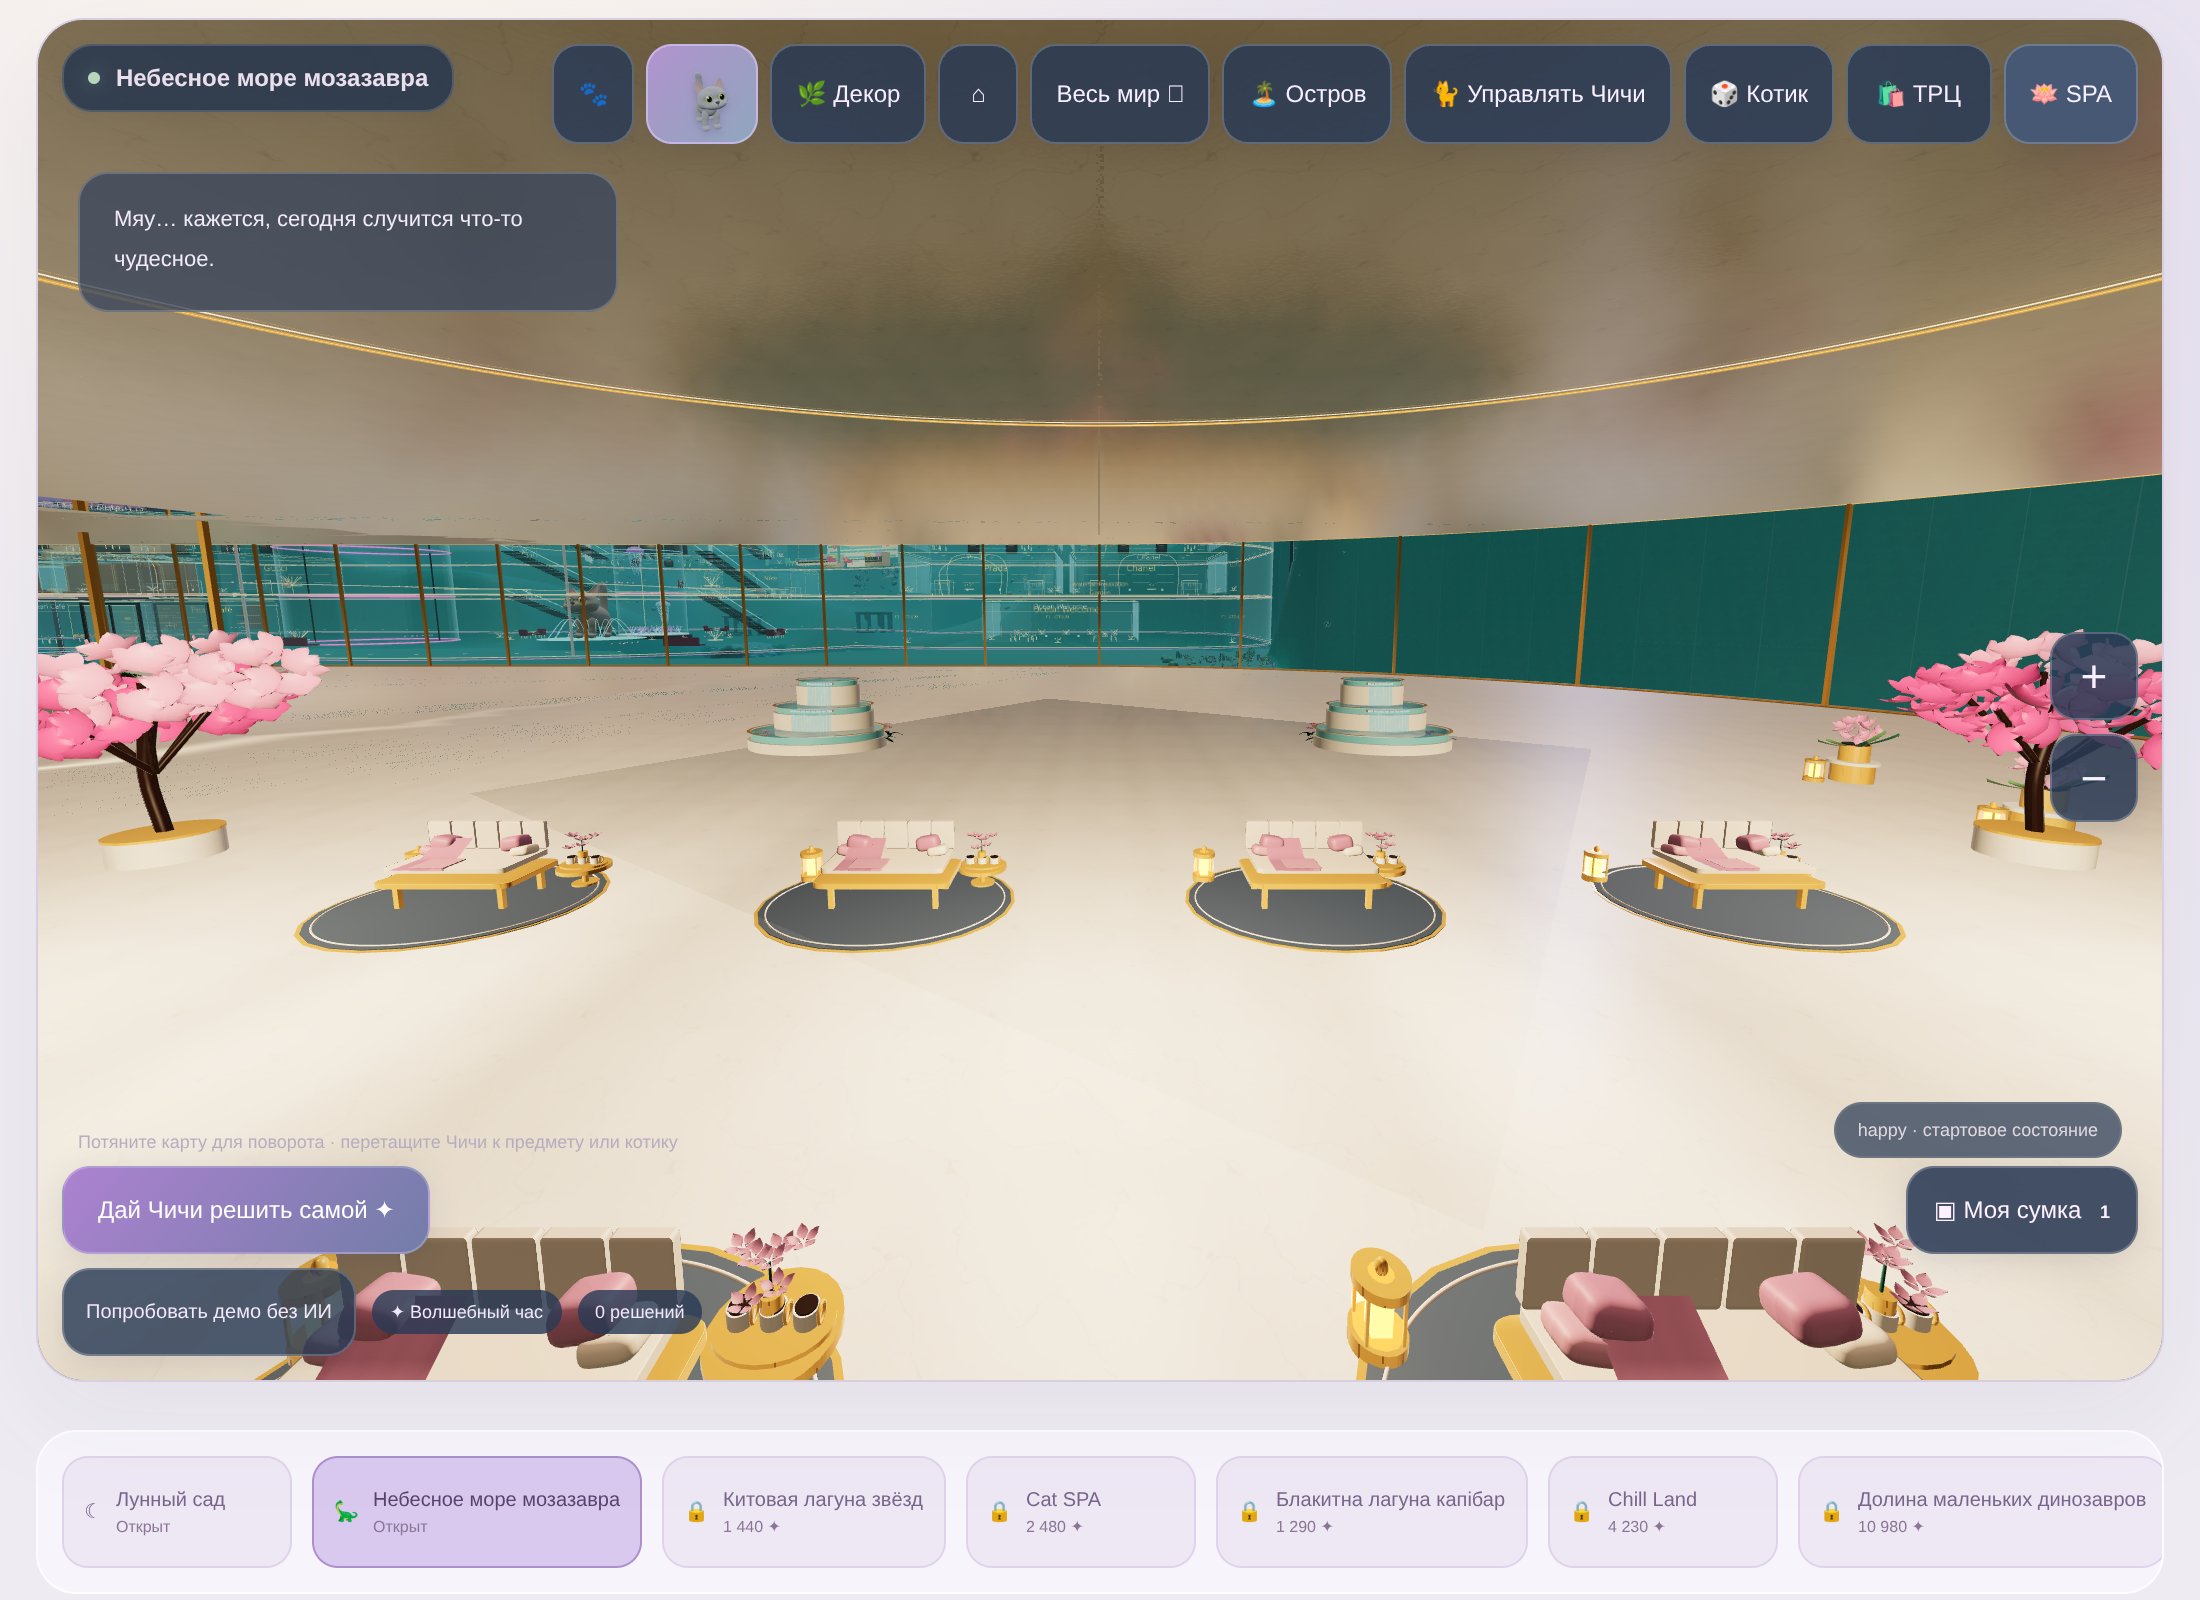 Небесное море мозазавра
Декор
Весь мир
Остров
Управлять Чичи
Котик
ТРЦ
SPA
Мяу… кажется, сегодня случится что-то
чудесное.
Prada
Chanel
Ocean Welcome
+
−
Потяните карту для поворота · перетащите Чичи к предмету или котику
happy · стартовое состояние
Дай Чичи решить самой ✦
Моя сумка 1
Попробовать демо без ИИ
✦ Волшебный час
0 решений
Лунный сад
Открыт
Небесное море мозазавра
Открыт
Китовая лагуна звёзд
1 440 ✦
Cat SPA
2 480 ✦
Блакитна лагуна капібар
1 290 ✦
Chill Land
4 230 ✦
Долина маленьких динозавров
10 980 ✦